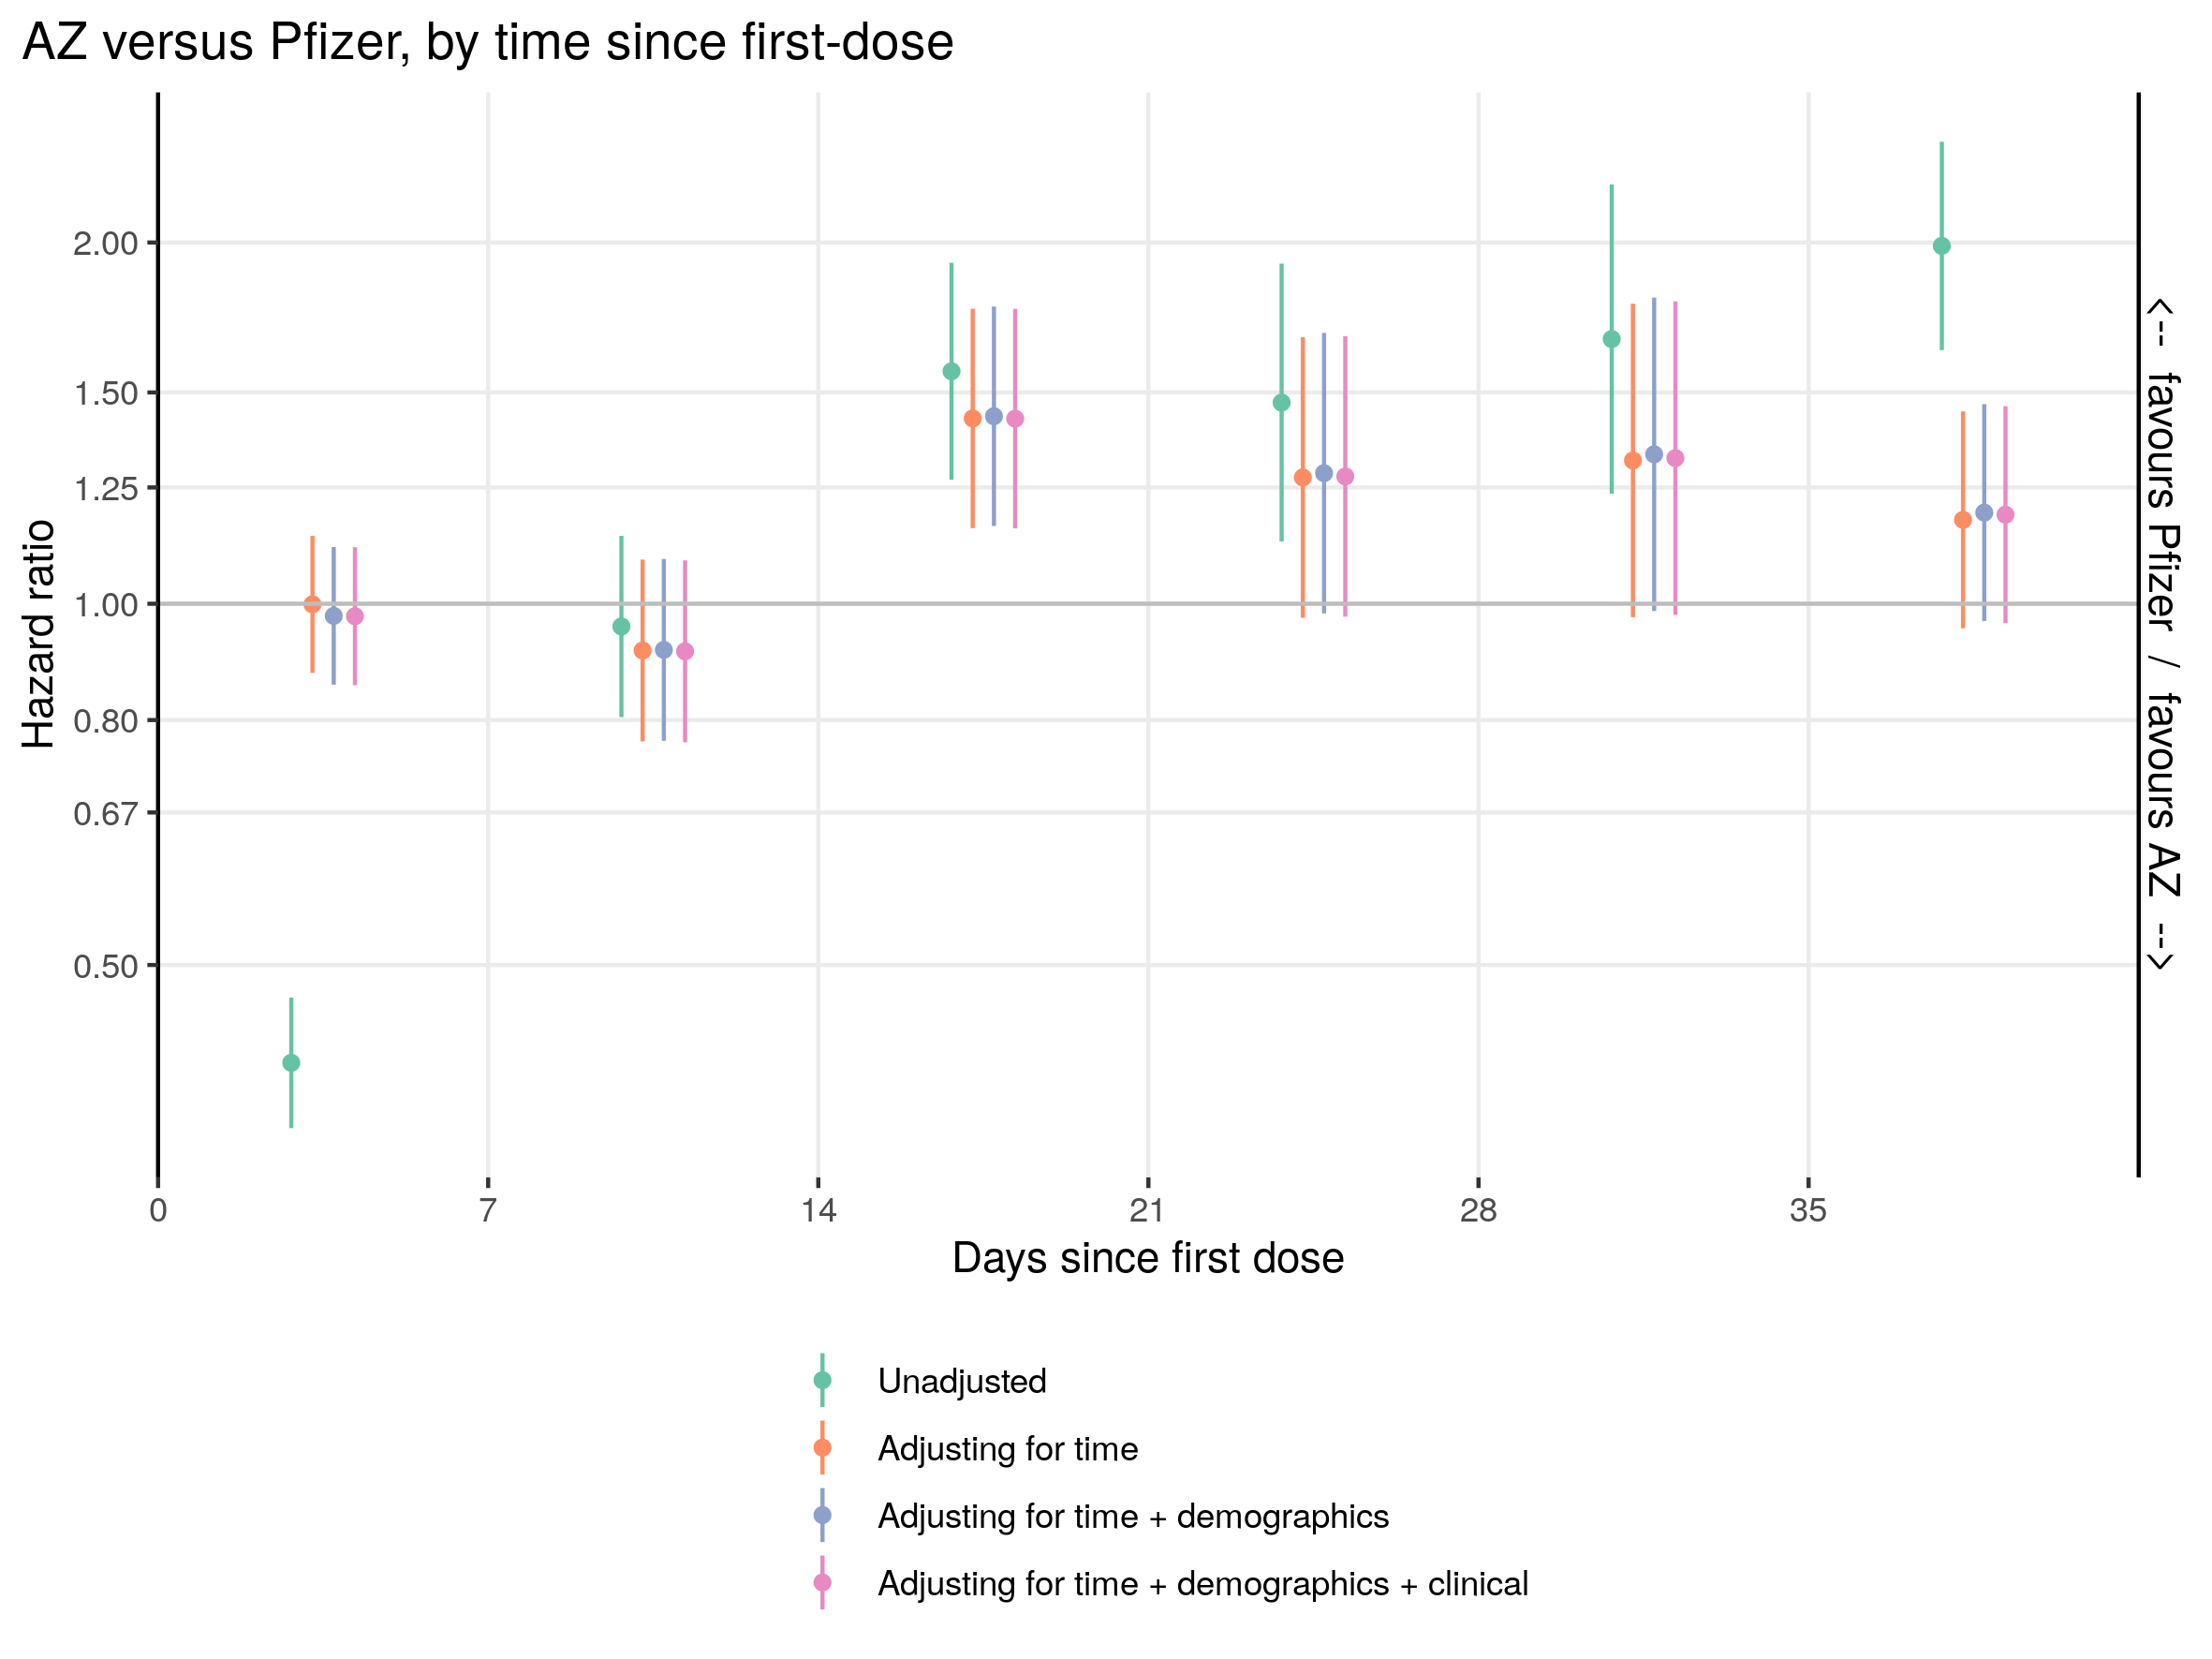 AZ versus Pfizer, by time since first-dose
Hazard ratio
2.00
1.50
1.25
1.00
0.80
0.67
0.50
<-- favours Pfizer / favours AZ -->
0 7 14 21 28 35
Days since first dose
Unadjusted
Adjusting for time
Adjusting for time + demographics
Adjusting for time + demographics + clinical